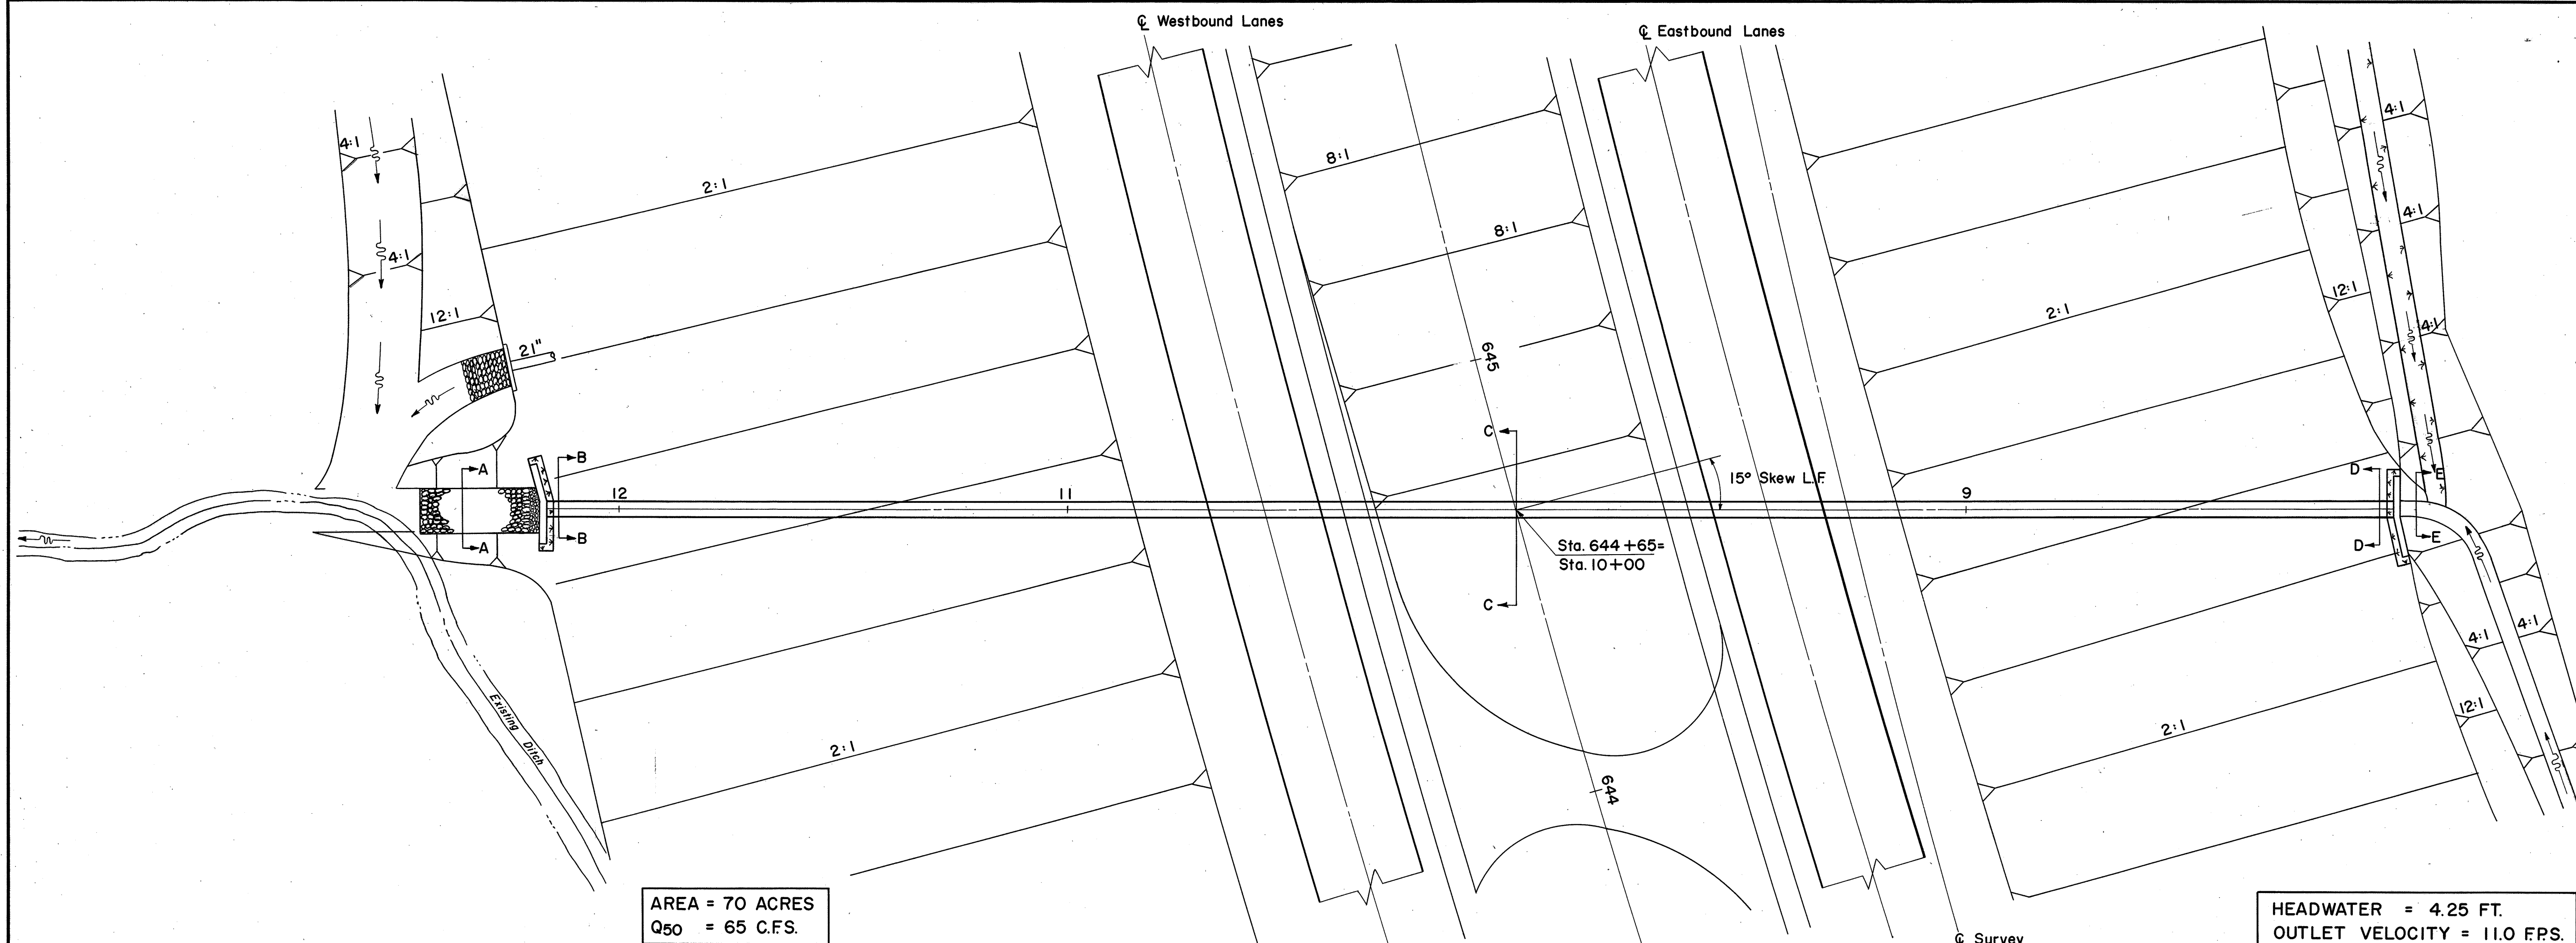 ℄ Westbound Lanes
℄ Eastbound Lanes
4:1
4:1
2:1
8:1
8:1
4:1
4:1
12:1
21"
645
2:1
12:1
4:1
A
B
12
11
C
15° Skew L.F.
9
D
E
A
B
Sta. 644+65=
Sta. 10+00
C
D
E
Existing Ditch
2:1
644
2:1
4:1
4:1
12:1
AREA = 70 ACRES
Q50 = 65 C.F.S.
℄ Survey
HEADWATER = 4.25 FT.
OUTLET VELOCITY = 11.0 F.P.S.